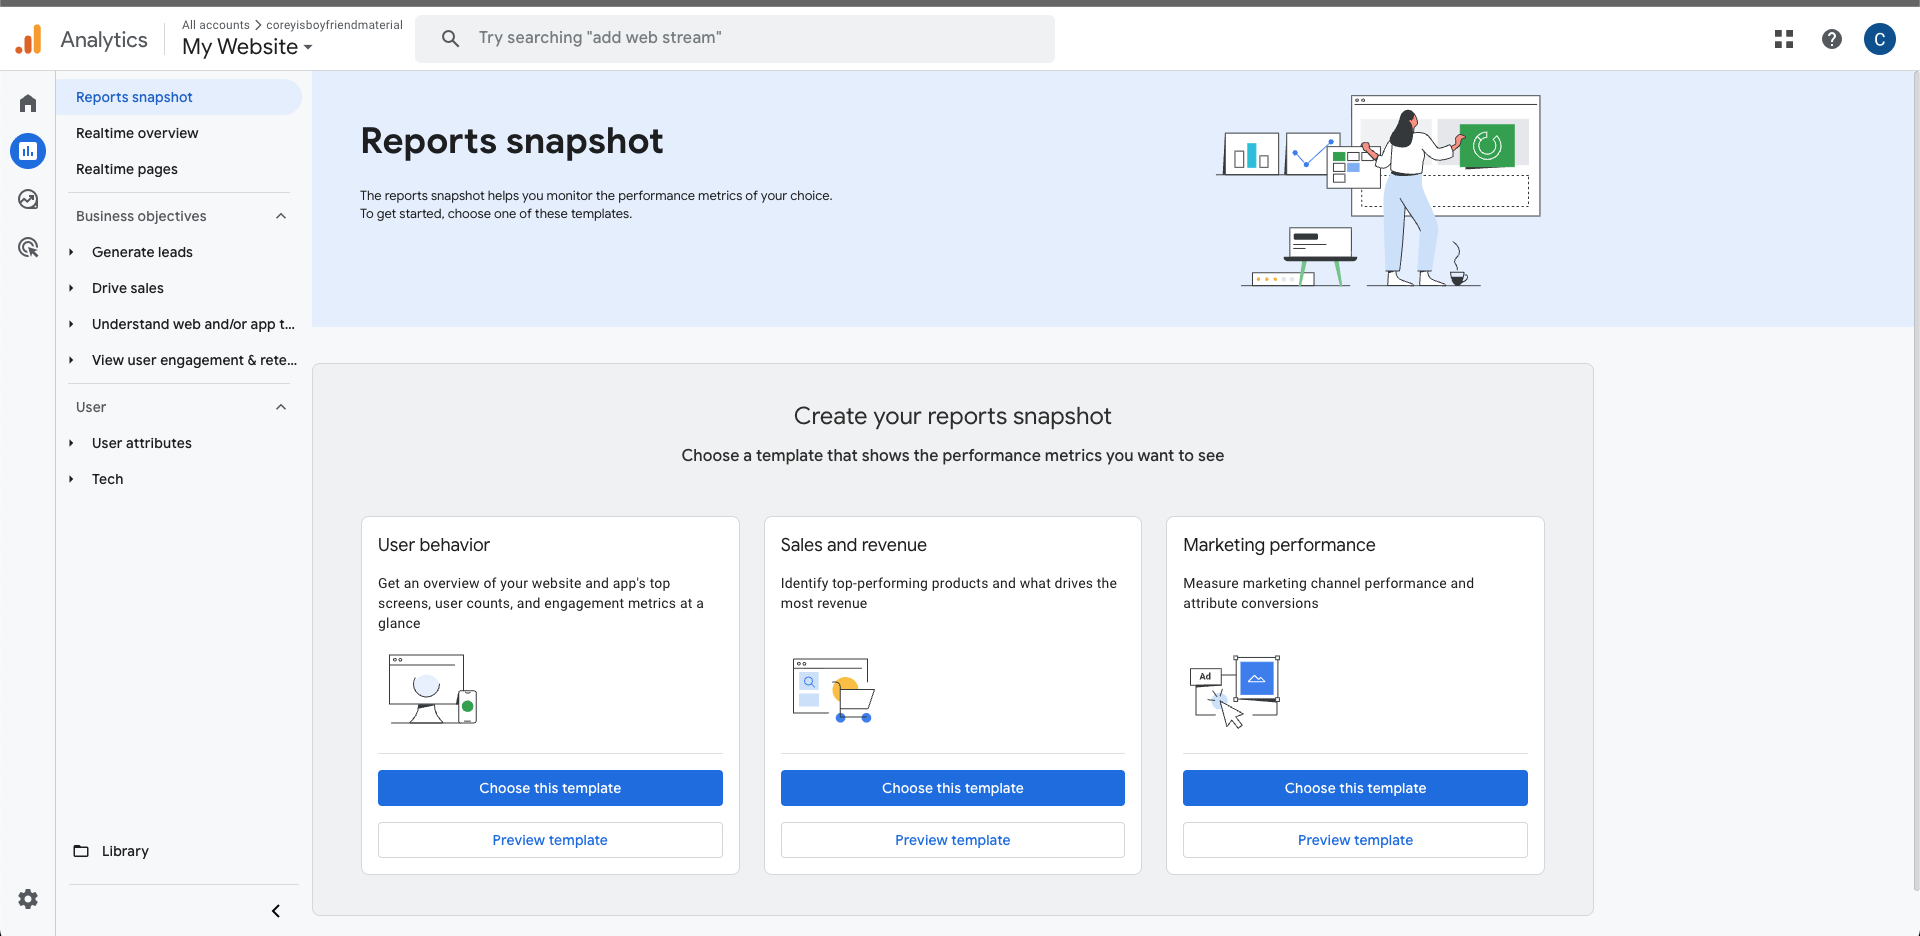 Analytics
All accounts > coreyisboyfriendmaterial
My Website
Try searching "add web stream"
C
Reports snapshot
Realtime overview
Realtime pages
Business objectives
Generate leads
Drive sales
Understand web and/or app t...
View user engagement & rete...
User
User attributes
Tech
Library
Reports snapshot
The reports snapshot helps you monitor the performance metrics of your choice.
To get started, choose one of these templates.
Create your reports snapshot
Choose a template that shows the performance metrics you want to see
User behavior
Get an overview of your website and app's top
screens, user counts, and engagement metrics at a
glance
Choose this template
Preview template
Sales and revenue
Identify top-performing products and what drives the
most revenue
Choose this template
Preview template
Marketing performance
Measure marketing channel performance and
attribute conversions
Ad
Choose this template
Preview template